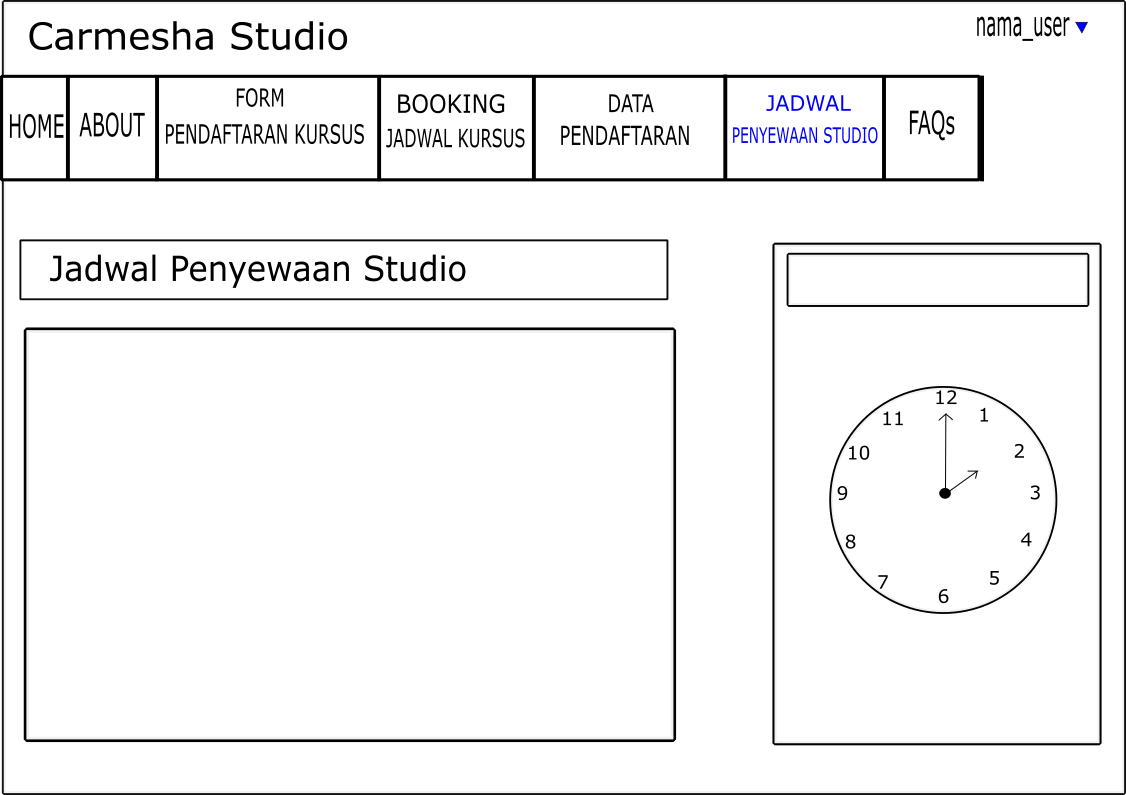 Carmesha Studio
nama_user
HOME
ABOUT
FORM
PENDAFTARAN KURSUS
BOOKING
JADWAL KURSUS
DATA
PENDAFTARAN
JADWAL
PENYEWAAN STUDIO
FAQs
Jadwal Penyewaan Studio
12
1
2
3
4
5
6
7
8
9
10
11